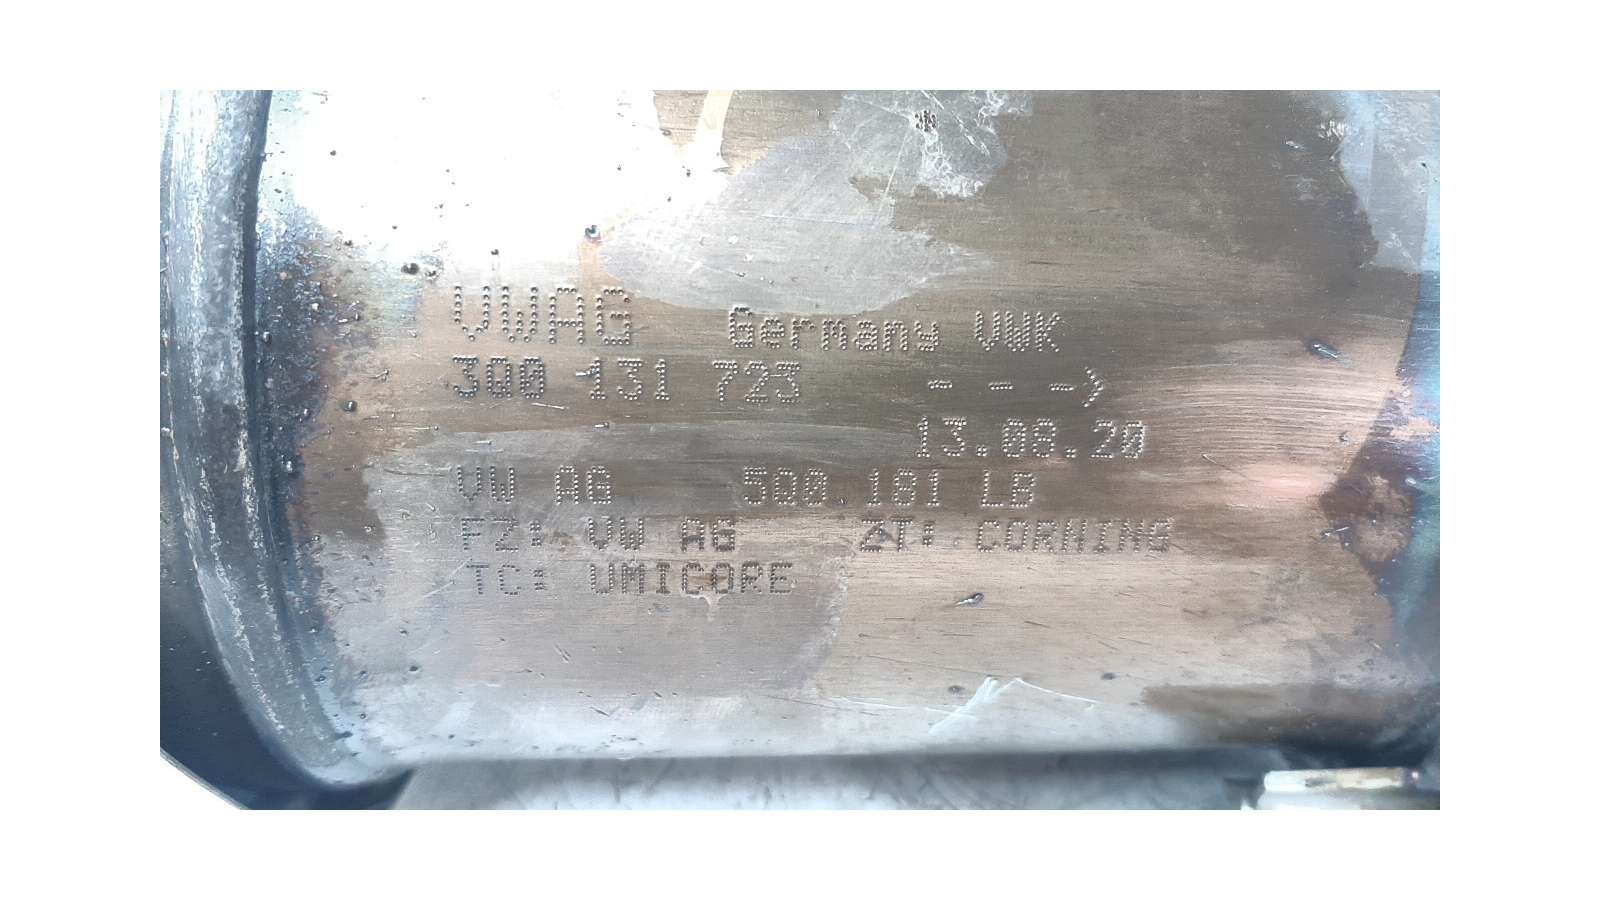 VWAG Germany VWK
3Q0 131 723 - - ->
13.08.20
VW AG 5Q0 181 LB
FZ: VW AG ZT: CORNING
TC: UMICORE